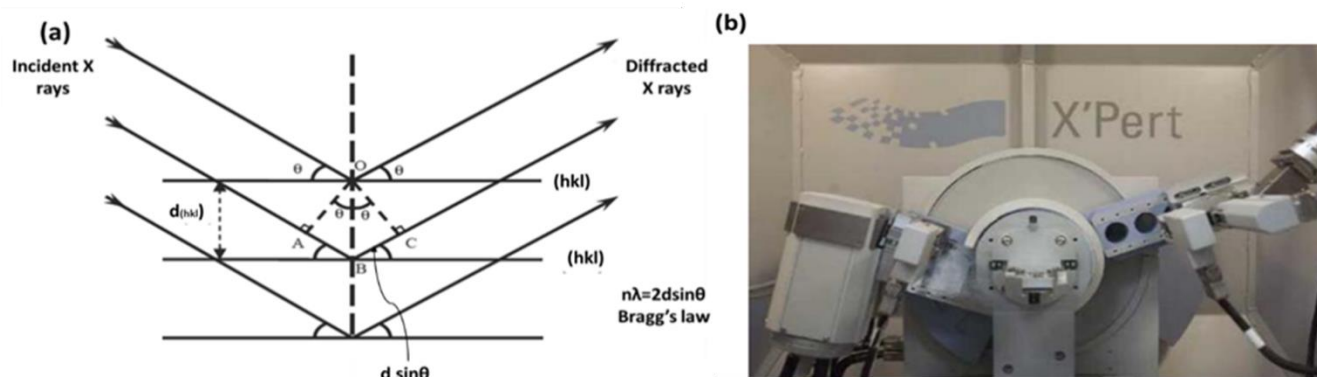 (a)
Incident X
rays
Diffracted
X rays
θ
O
θ
(hkl)
d(hkl)
θ θ
A
C
(hkl)
B
nλ=2dsinθ
Bragg's law
d sinθ
(b)
X'Pert